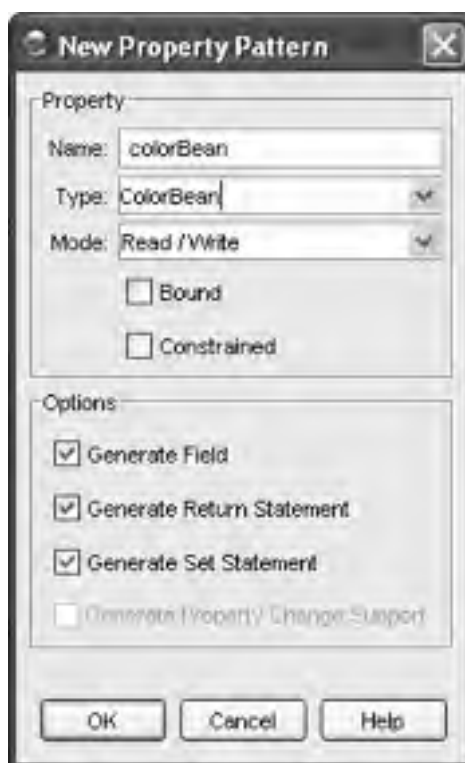 New Property Pattern
Property
Name: colorBean
Type: ColorBean
Mode: Read / Write
Bound
Constrained
Options
Generate Field
Generate Return Statement
Generate Set Statement
Generate Property Change Support
OK Cancel Help